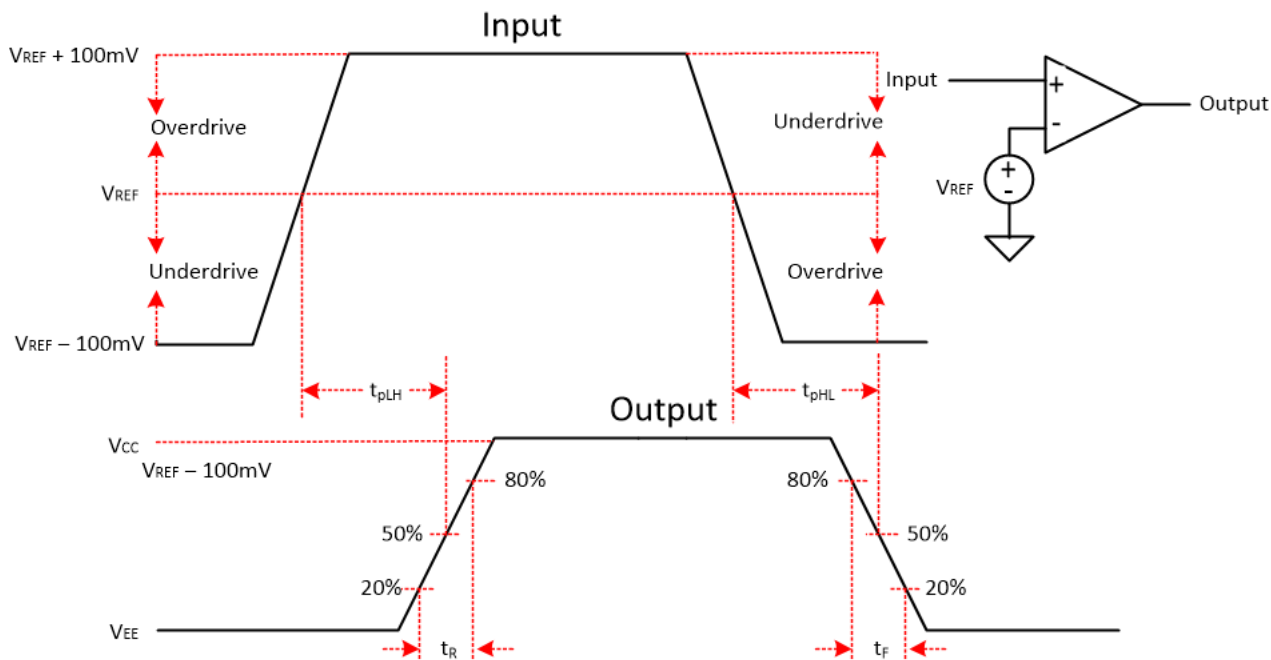 Input
VREF + 100mV
Input
Output
Overdrive
Underdrive
VREF
VREF
Underdrive
Overdrive
VREF – 100mV
tpLH
tpHL
Output
VCC
VREF – 100mV
80%
80%
50%
50%
20%
20%
VEE
tR
tF
+
-
+
-